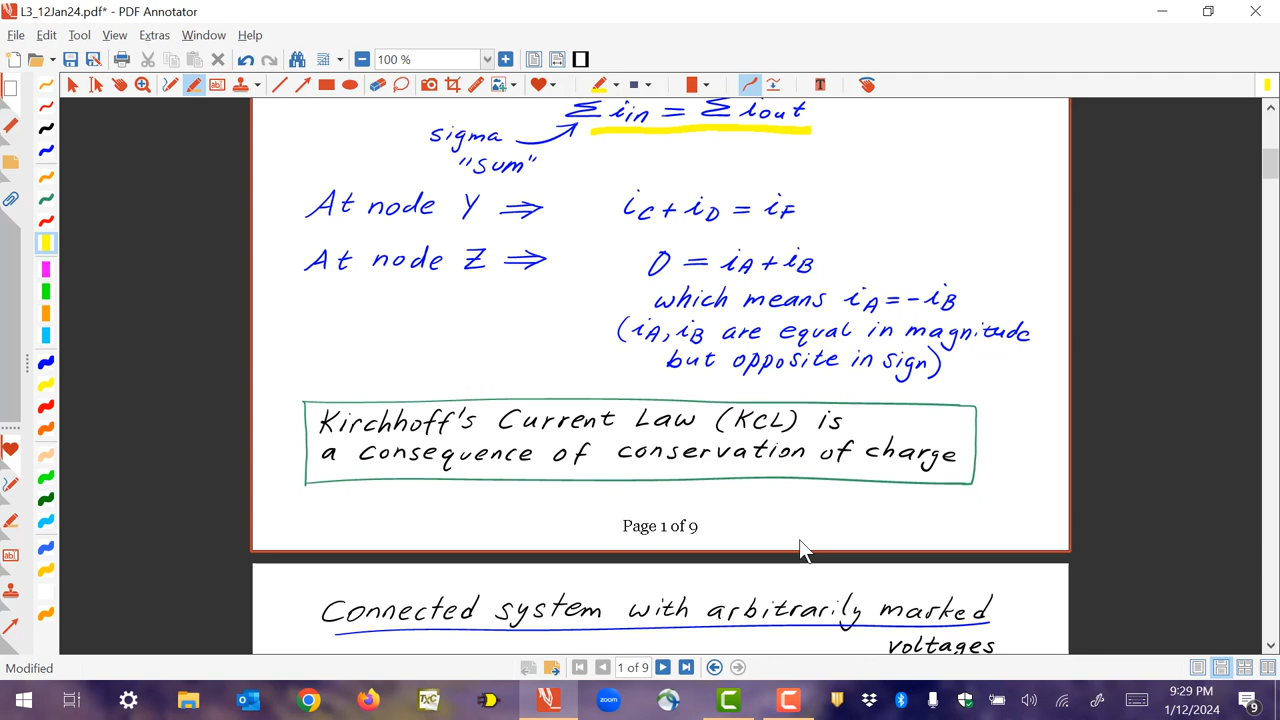 L3_12Jan24.pdf* - PDF Annotator
File Edit Tool View Extras Window Help
100 %
Σ iin = Σ iout
sigma
"sum"
At node Y ⇒ iC + iD = iF
At node Z ⇒ 0 = iA + iB
which means iA = -iB
(iA, iB are equal in magnitude
but opposite in sign)
Kirchhoff's Current Law (KCL) is
a consequence of conservation of charge
Page 1 of 9
Connected system with arbitrarily marked
voltages
Modified
1 of 9
9:29 PM
1/12/2024
zoom
9